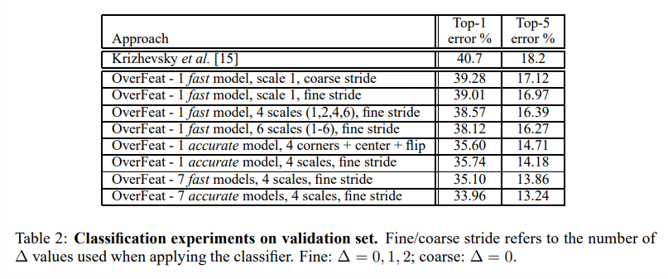 Approach Top-1 error % Top-5 error %
Krizhevsky et al. [15] 40.7 18.2
OverFeat - 1 fast model, scale 1, coarse stride 39.28 17.12
OverFeat - 1 fast model, scale 1, fine stride 39.01 16.97
OverFeat - 1 fast model, 4 scales (1,2,4,6), fine stride 38.57 16.39
OverFeat - 1 fast model, 6 scales (1-6), fine stride 38.12 16.27
OverFeat - 1 accurate model, 4 corners + center + flip 35.60 14.71
OverFeat - 1 accurate model, 4 scales, fine stride 35.74 14.18
OverFeat - 7 fast models, 4 scales, fine stride 35.10 13.86
OverFeat - 7 accurate models, 4 scales, fine stride 33.96 13.24
Table 2: Classification experiments on validation set. Fine/coarse stride refers to the number of
Δ values used when applying the classifier. Fine: Δ = 0, 1, 2; coarse: Δ = 0.